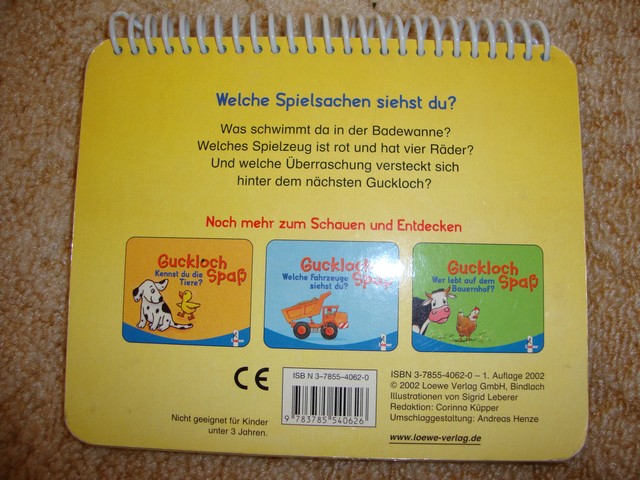 Welche Spielsachen siehst du?
Was schwimmt da in der Badewanne?
Welches Spielzeug ist rot und hat vier Räder?
Und welche Überraschung versteckt sich
hinter dem nächsten Guckloch?
Noch mehr zum Schauen und Entdecken
Guckloch
Spaß
Kennst du die
Tiere?
Guckloch
Spaß
Welche Fahrzeuge
siehst du?
Guckloch
Spaß
Wer lebt auf dem
Bauernhof?
CE
Nicht geeignet für Kinder
unter 3 Jahren.
ISB N 3-7855-4062-0
9 783785 540626
ISBN 3-7855-4062-0 – 1. Auflage 2002
© 2002 Loewe Verlag GmbH, Bindlach
Illustrationen von Sigrid Leberer
Redaktion: Corinna Küpper
Umschlaggestaltung: Andreas Henze
www.loewe-verlag.de